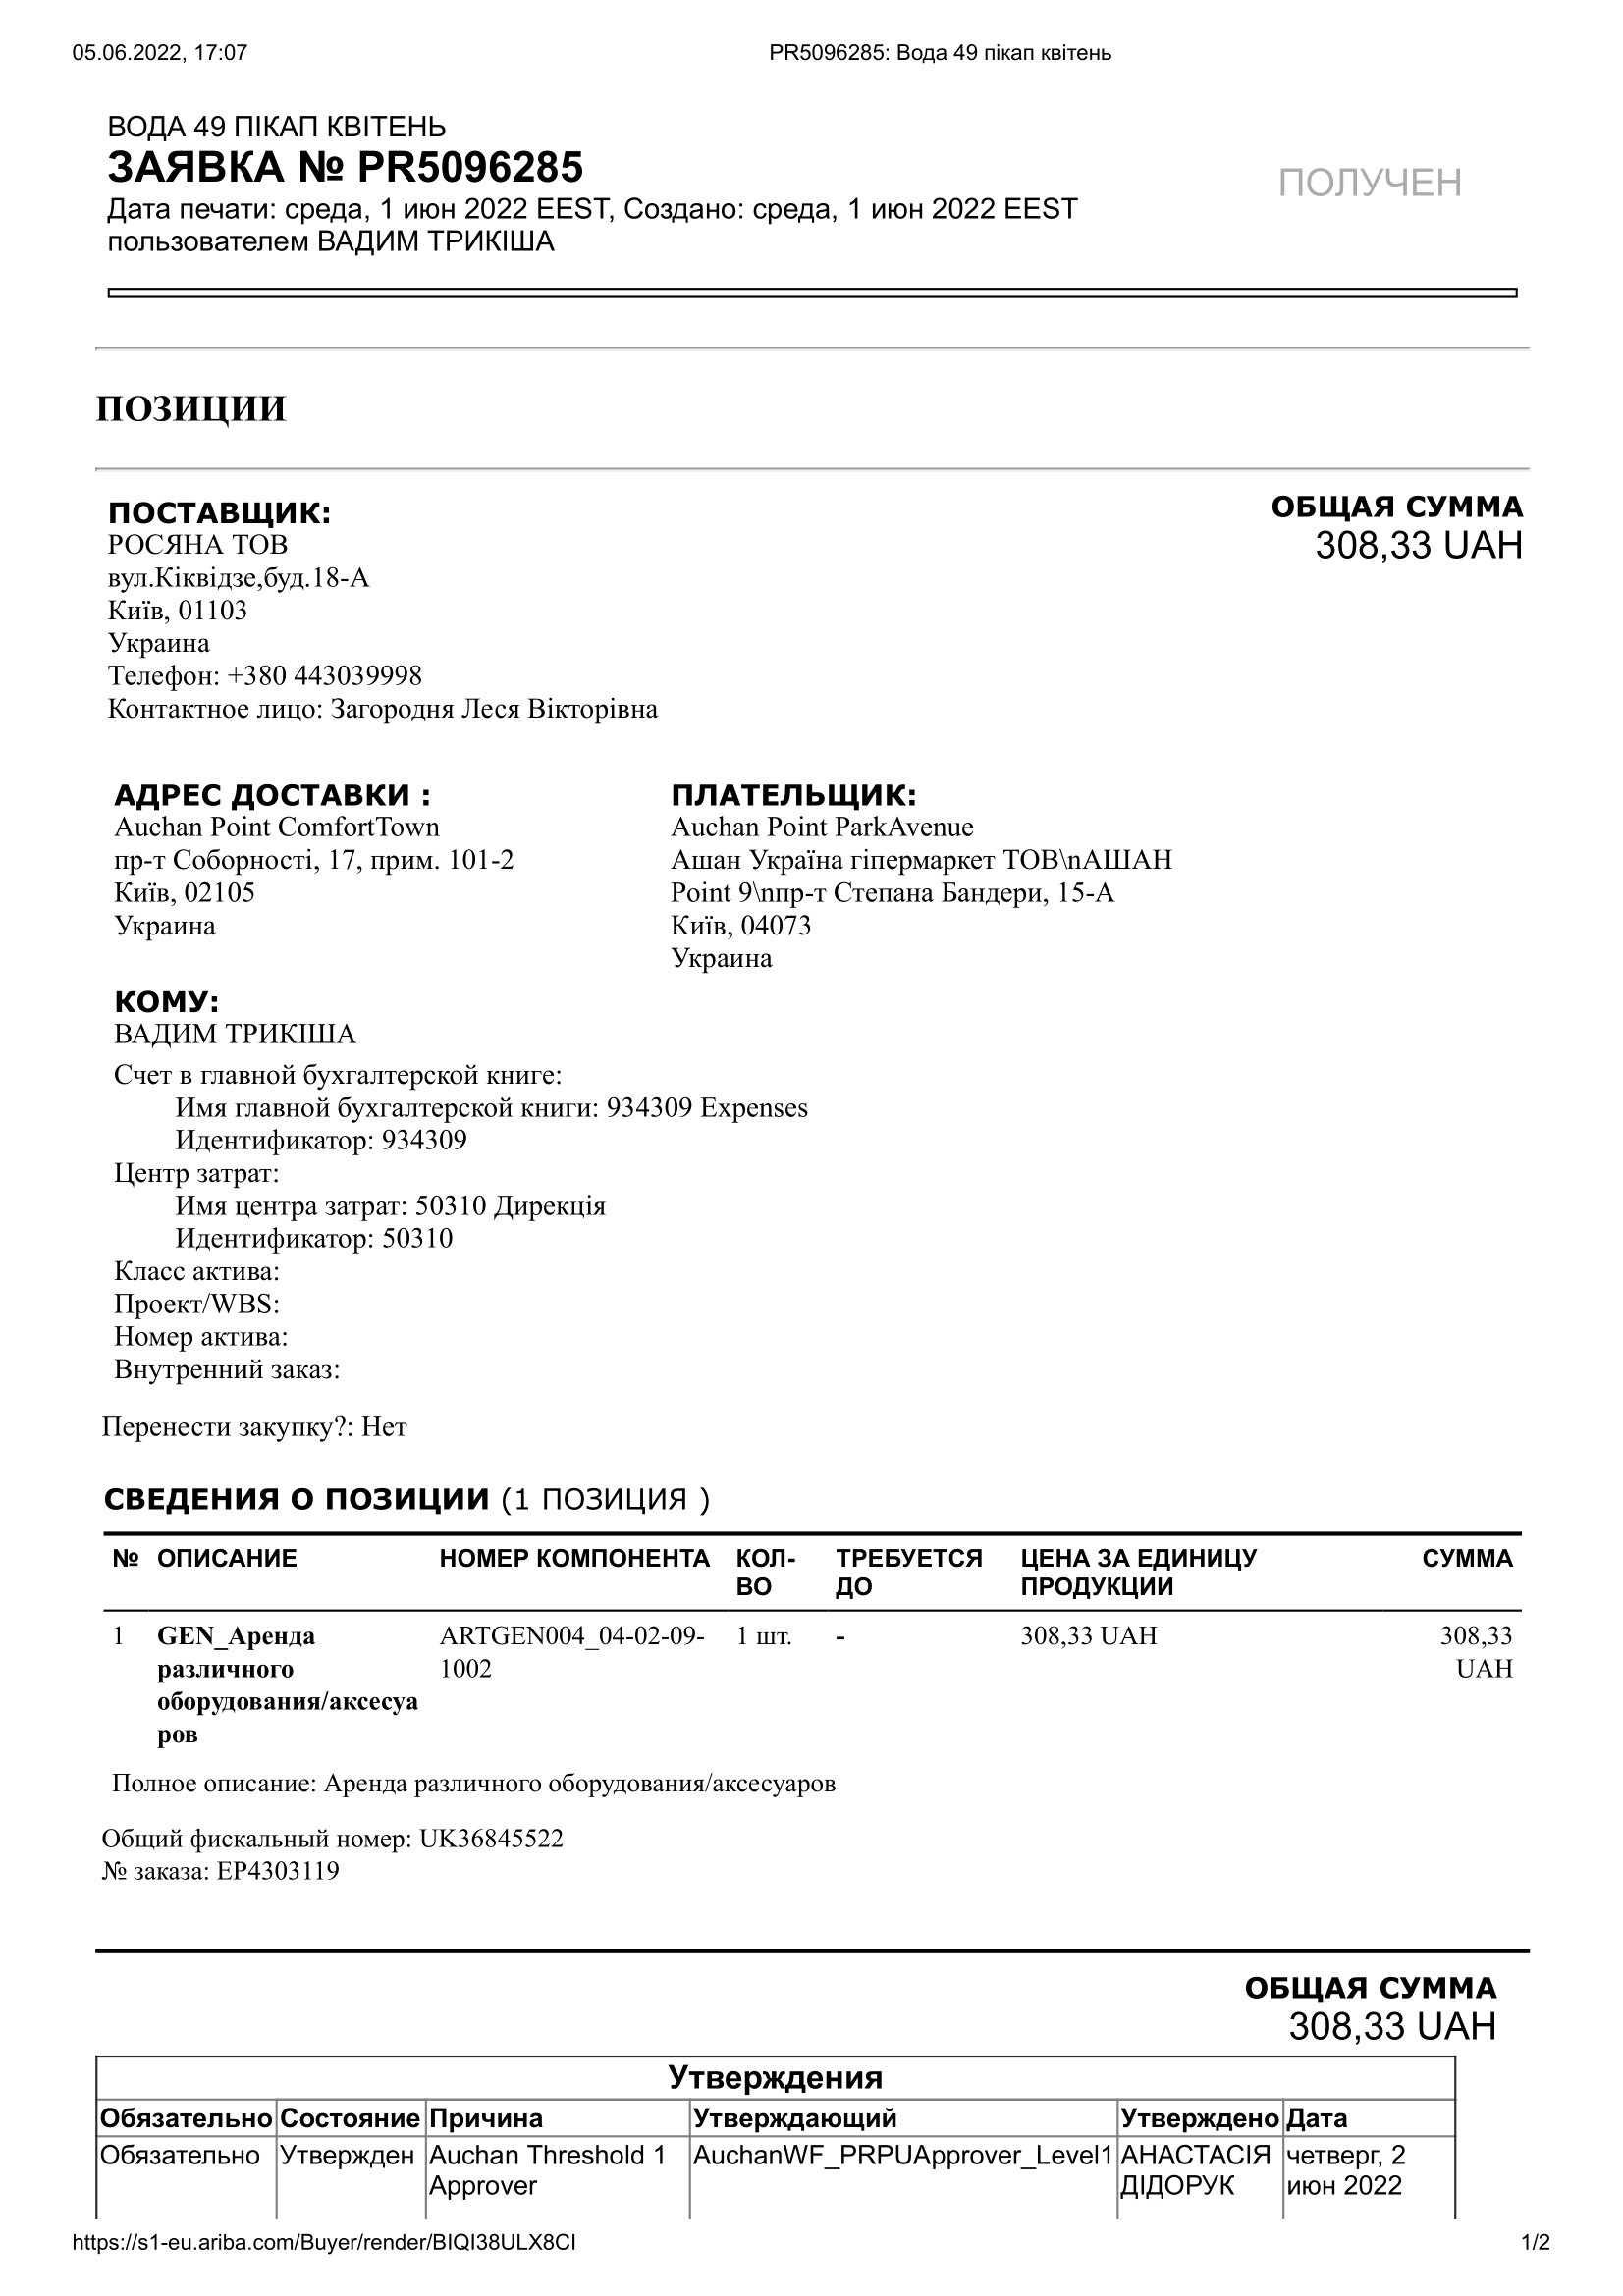 05.06.2022, 17:07
PR5096285: Вода 49 пікап квітень
ВОДА 49 ПІКАП КВІТЕНЬ
ЗАЯВКА № PR5096285
ПОЛУЧЕН
Дата печати: среда, 1 июн 2022 EEST, Создано: среда, 1 июн 2022 EEST
пользователем ВАДИМ ТРИКІША
ПОЗИЦИИ
ПОСТАВЩИК:
РОСЯНА ТОВ
вул.Кіквідзе,буд.18-А
Київ, 01103
Украина
Телефон: +380 443039998
Контактное лицо: Загородня Леся Вікторівна
ОБЩАЯ СУММА
308,33 UAH
АДРЕС ДОСТАВКИ :
Auchan Point ComfortTown
пр-т Соборності, 17, прим. 101-2
Київ, 02105
Украина
ПЛАТЕЛЬЩИК:
Auchan Point ParkAvenue
Ашан Україна гіпермаркет ТОВ\nАШАН
Point 9\nпр-т Степана Бандери, 15-А
Київ, 04073
Украина
КОМУ:
ВАДИМ ТРИКІША
Счет в главной бухгалтерской книге:
Имя главной бухгалтерской книги: 934309 Expenses
Идентификатор: 934309
Центр затрат:
Имя центра затрат: 50310 Дирекція
Идентификатор: 50310
Класс актива:
Проект/WBS:
Номер актива:
Внутренний заказ:
Перенести закупку?: Нет
СВЕДЕНИЯ О ПОЗИЦИИ (1 ПОЗИЦИЯ )
№ ОПИСАНИЕ НОМЕР КОМПОНЕНТА КОЛ- ТРЕБУЕТСЯ ЦЕНА ЗА ЕДИНИЦУ СУММА
ВО ДО ПРОДУКЦИИ
1 GEN_Аренда ARTGEN004_04-02-09- 1 шт. - 308,33 UAH 308,33
различного 1002 UAH
оборудования/аксесуа
ров
Полное описание: Аренда различного оборудования/аксесуаров
Общий фискальный номер: UK36845522
№ заказа: EP4303119
ОБЩАЯ СУММА
308,33 UAH
Утверждения
Обязательно Состояние Причина Утверждающий Утверждено Дата
Обязательно Утвержден Auchan Threshold 1 AuchanWF_PRPUApprover_Level1 АНАСТАСІЯ четверг, 2
Approver ДІДОРУК июн 2022
https://s1-eu.ariba.com/Buyer/render/BIQI38ULX8CI
1/2